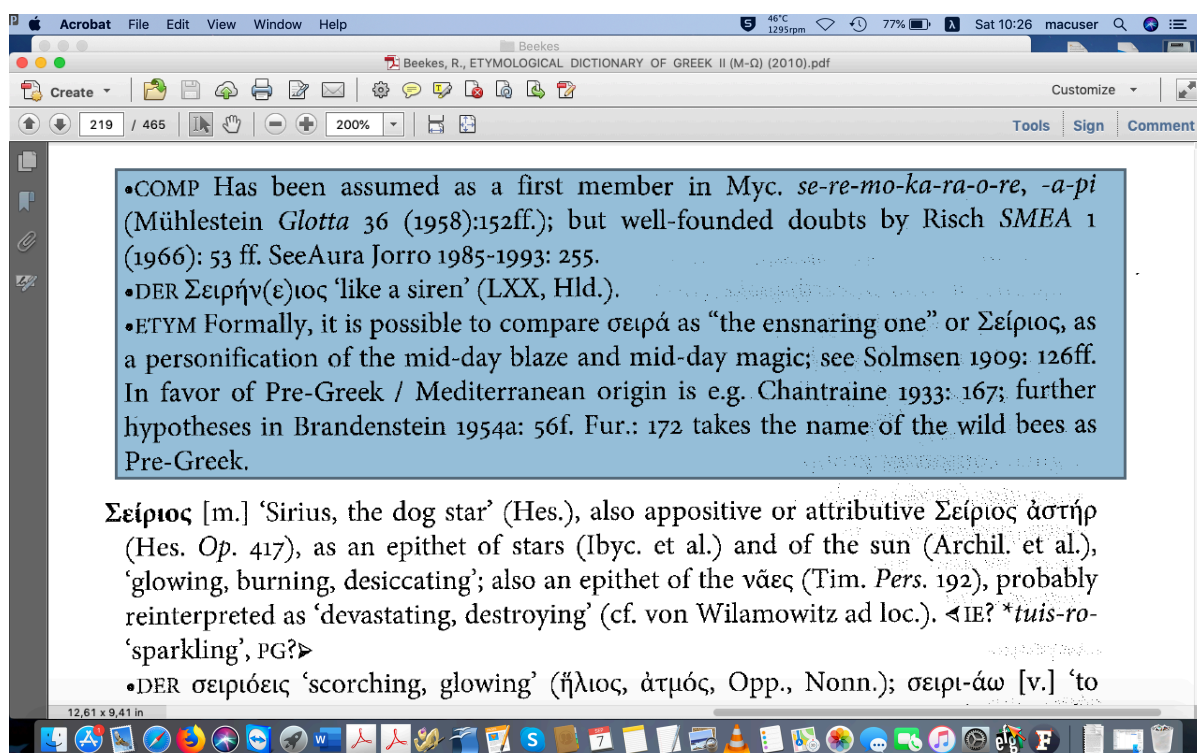 Acrobat File Edit View Window Help 46°C 1295rpm 77% λ Sat 10:26 macuser
Beekes
Beekes, R., ETYMOLOGICAL DICTIONARY OF GREEK II (M-Ω) (2010).pdf
Create Customize
219 / 465 200% Tools Sign Comment
•COMP Has been assumed as a first member in Myc. se-re-mo-ka-ra-o-re, -a-pi
(Mühlestein Glotta 36 (1958):152ff.); but well-founded doubts by Risch SMEA 1
(1966): 53 ff. SeeAura Jorro 1985-1993: 255.
•DER Σειρήν(ε)ιος ‘like a siren’ (LXX, Hld.).
•ETYM Formally, it is possible to compare σειρά as “the ensnaring one” or Σείριος, as
a personification of the mid-day blaze and mid-day magic; see Solmsen 1909: 126ff.
In favor of Pre-Greek / Mediterranean origin is e.g. Chantraine 1933: 167; further
hypotheses in Brandenstein 1954a: 56f. Fur.: 172 takes the name of the wild bees as
Pre-Greek.
Σείριος [m.] ‘Sirius, the dog star’ (Hes.), also appositive or attributive Σείριος ἀστήρ
(Hes. Op. 417), as an epithet of stars (Ibyc. et al.) and of the sun (Archil. et al.),
‘glowing, burning, desiccating’; also an epithet of the νᾶες (Tim. Pers. 192), probably
reinterpreted as ‘devastating, destroying’ (cf. von Wilamowitz ad loc.). ◄IE? *tuis-ro-
‘sparkling’, PG?►
•DER σειριόεις ‘scorching, glowing’ (ἥλιος, ἀτμός, Opp., Nonn.); σειρι-άω [v.] ‘to
12,61 x 9,41 in